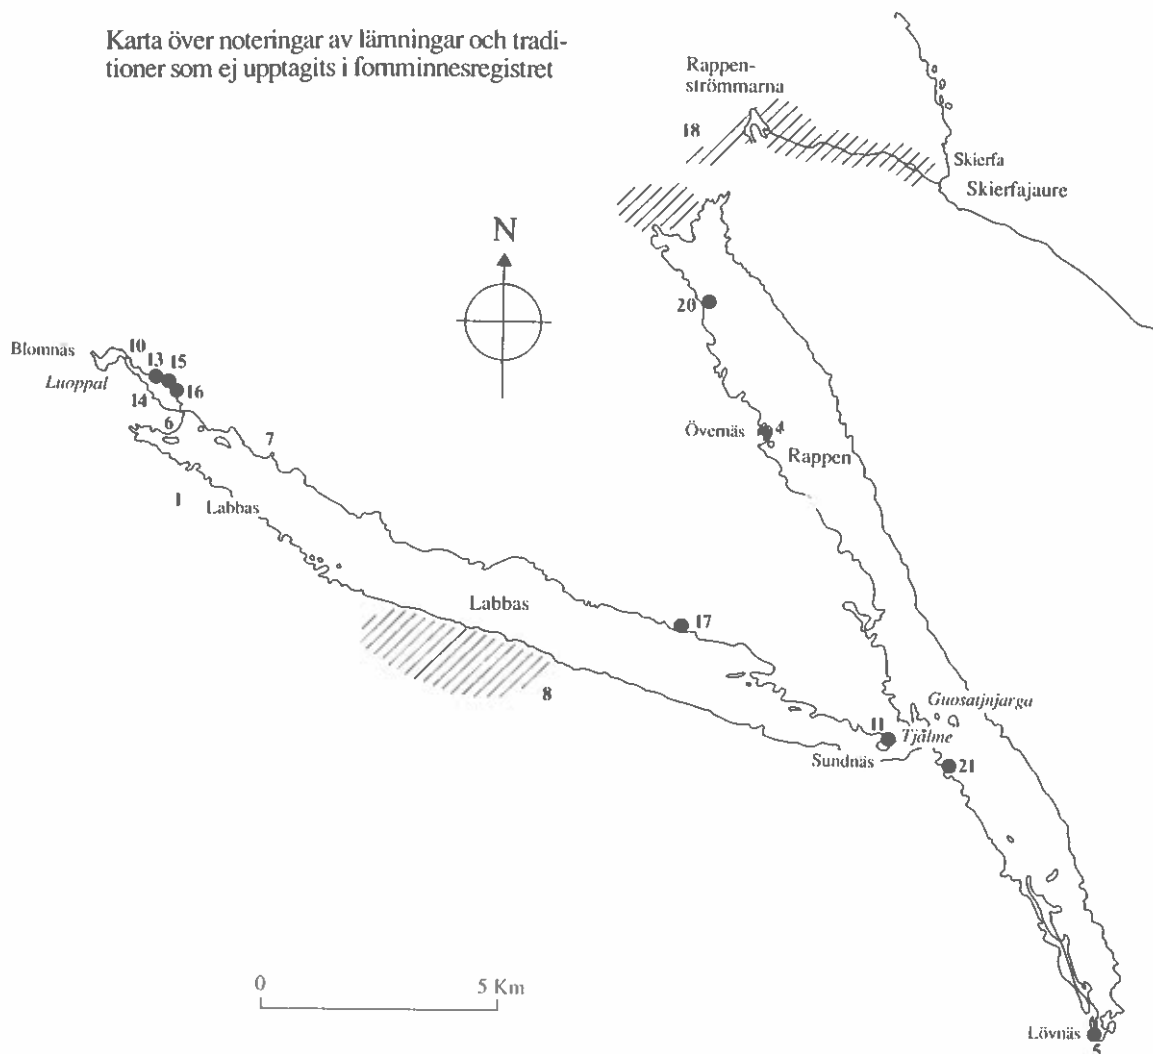 Karta över noteringar av lämningar och tradi-
tioner som ej upptagits i fornminnesregistret
Rappen-
strömmarna
18
Skierfa
Skierfajaure
N
20
Blomnäs
10
13
15
Luoppal
16
14
6
7
Övernäs
4
Rappen
1
Labbas
Labbas
17
8
Guosatjnjarga
11
Tjålme
Sundnäs
21
0
5 Km
Lövnäs
5